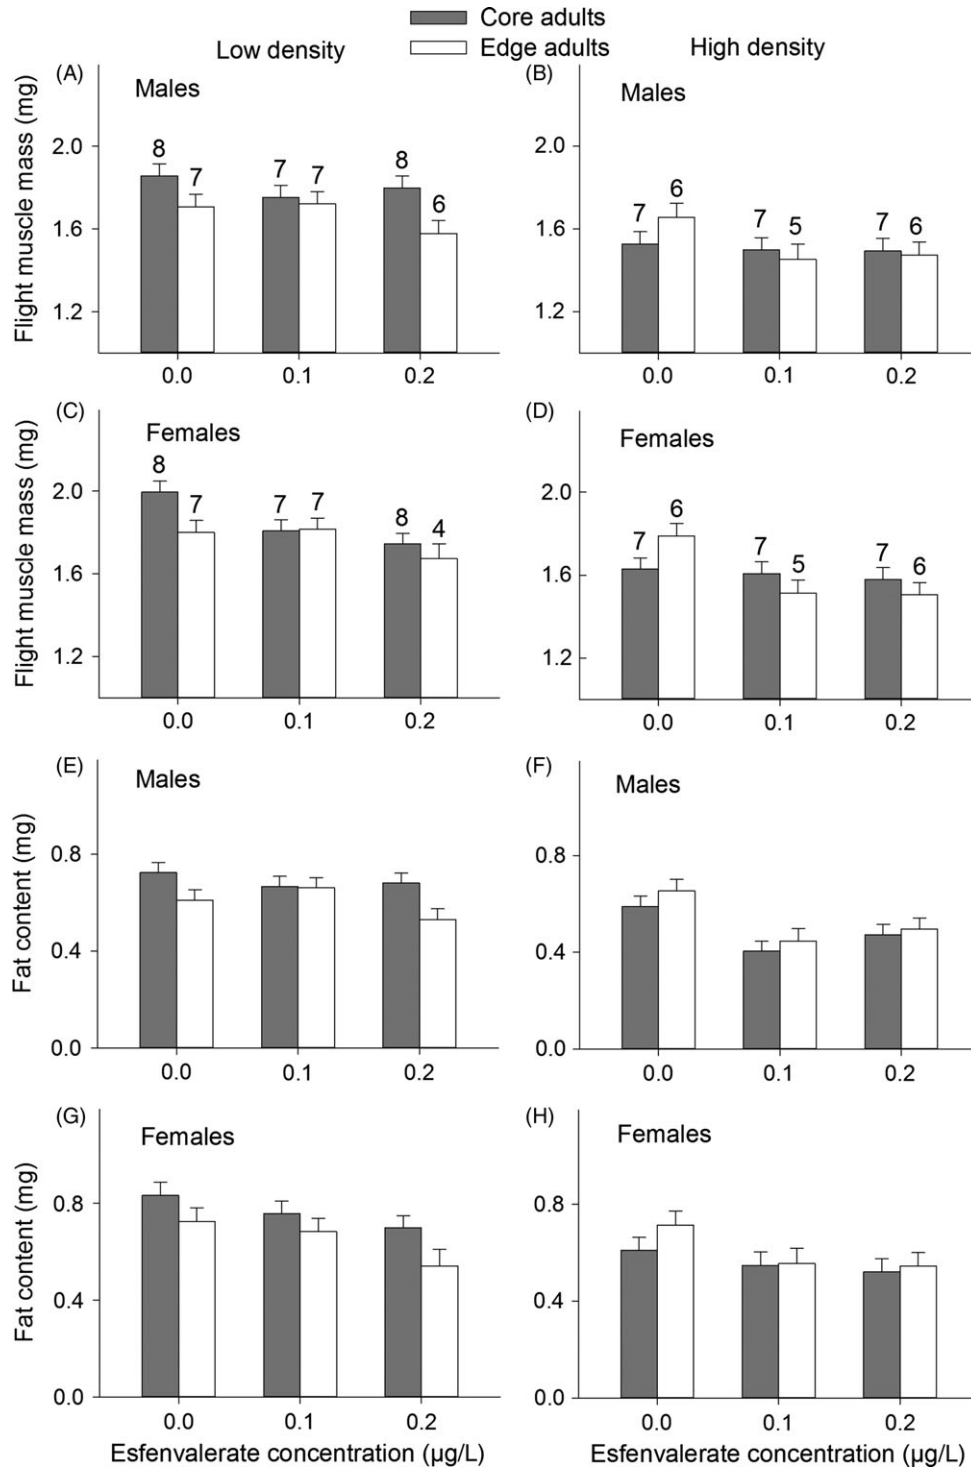 Core adults
Edge adults
Low density
High density
(A)
Males
Flight muscle mass (mg)
2.0
1.6
1.2
8
7
7
7
8
6
0.0
0.1
0.2
(B)
Males
2.0
1.6
1.2
7
6
7
5
7
6
0.0
0.1
0.2
(C)
Females
Flight muscle mass (mg)
2.0
1.6
1.2
8
7
7
7
8
4
0.0
0.1
0.2
(D)
Females
2.0
1.6
1.2
7
6
7
5
7
6
0.0
0.1
0.2
(E)
Males
Fat content (mg)
0.8
0.4
0.0
0.0
0.1
0.2
(F)
Males
0.8
0.4
0.0
0.0
0.1
0.2
(G)
Females
Fat content (mg)
0.8
0.4
0.0
0.0
0.1
0.2
Esfenvalerate concentration (µg/L)
(H)
Females
0.8
0.4
0.0
0.0
0.1
0.2
Esfenvalerate concentration (µg/L)